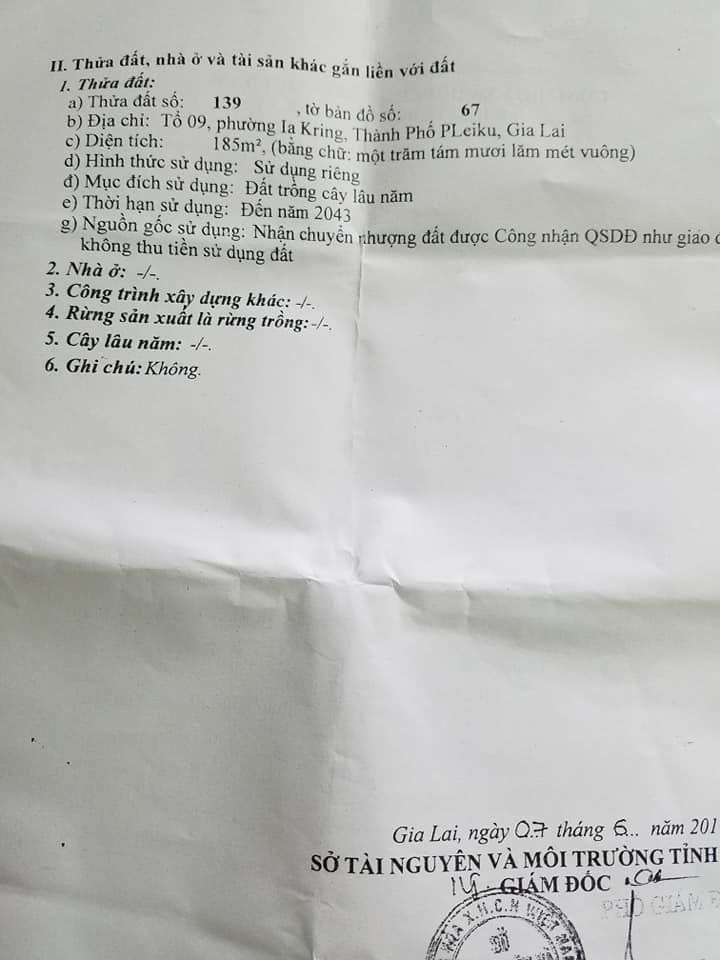 II. Thửa đất, nhà ở và tài sản khác gắn liền với đất
1. Thửa đất:
a) Thửa đất số: 139 , tờ bản đồ số: 67
b) Địa chỉ: Tổ 09, phường Ia Kring, Thành Phố PLeiku, Gia Lai
c) Diện tích: 185m², (bằng chữ: một trăm tám mươi lăm mét vuông)
d) Hình thức sử dụng: Sử dụng riêng
đ) Mục đích sử dụng: Đất trồng cây lâu năm
e) Thời hạn sử dụng: Đến năm 2043
g) Nguồn gốc sử dụng: Nhận chuyển nhượng đất được Công nhận QSDĐ như giao
không thu tiền sử dụng đất
2. Nhà ở: -/-.
3. Công trình xây dựng khác: -/-.
4. Rừng sản xuất là rừng trồng: -/-.
5. Cây lâu năm: -/-.
6. Ghi chú: Không.
Gia Lai, ngày 07 tháng 6... năm 201
SỞ TÀI NGUYÊN VÀ MÔI TRƯỜNG TỈNH
GIÁM ĐỐC
PHÓ GIÁM
X.H.C.N VIỆT NAM
SỞ